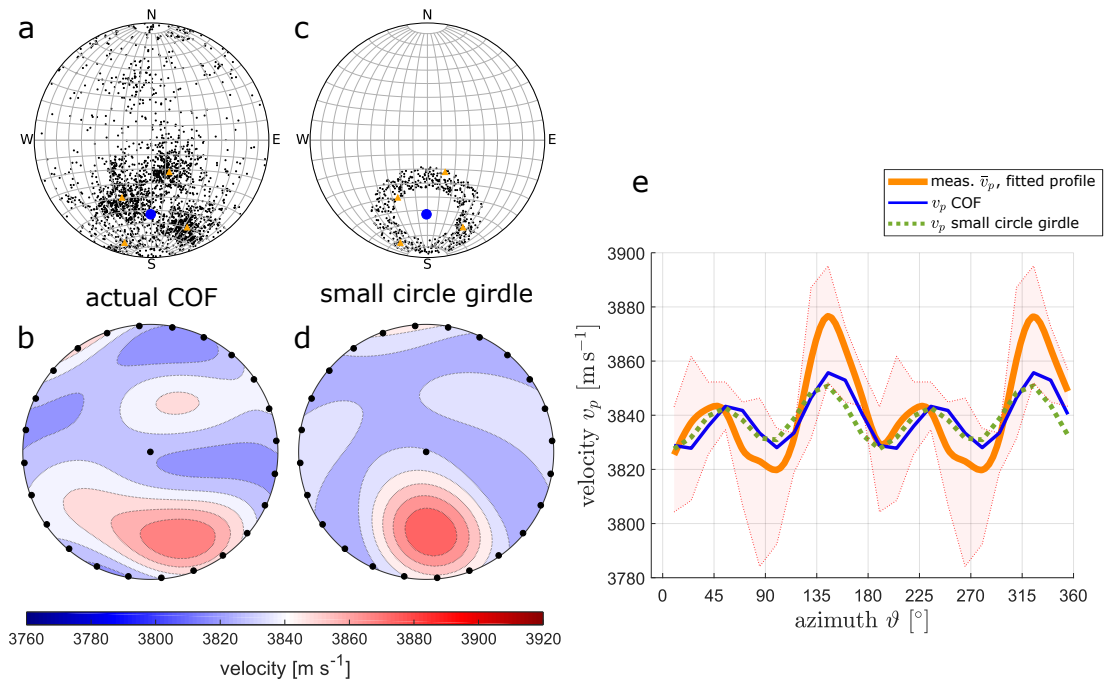 a
N
W
E
S
c
N
W
E
S
actual COF
small circle girdle
b
d
3760 3780 3800 3820 3840 3860 3880 3900 3920
velocity [m s⁻¹]
e
meas. v̄ₚ, fitted profile
vₚ COF
vₚ small circle girdle
3900
3880
3860
3840
3820
3800
3780
velocity vₚ [m s⁻¹]
0 45 90 135 180 225 270 315 360
azimuth ϑ [°]